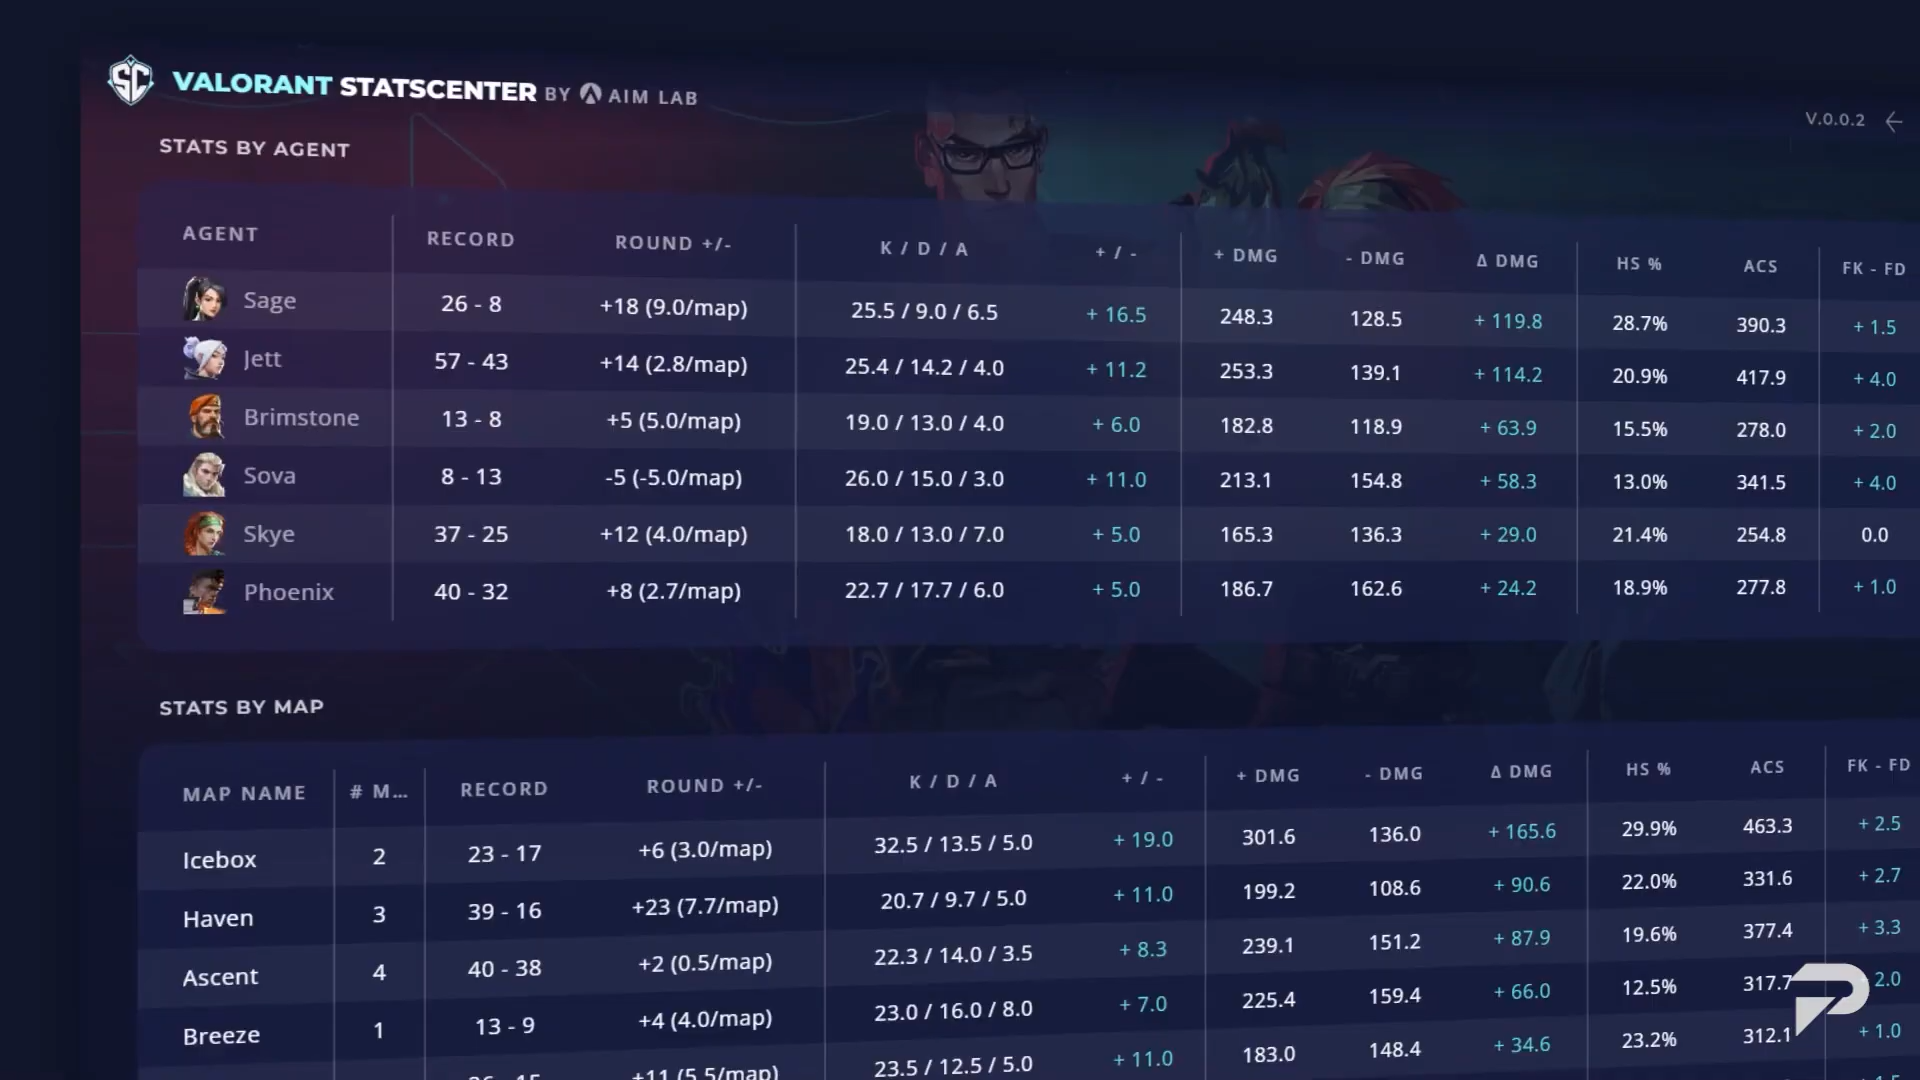 VALORANT STATSCENTER BY AIM LAB
V.0.0.2
STATS BY AGENT
AGENT RECORD ROUND +/- K / D / A + / - + DMG - DMG Δ DMG HS % ACS FK - FD
Sage 26 - 8 +18 (9.0/map) 25.5 / 9.0 / 6.5 + 16.5 248.3 128.5 + 119.8 28.7% 390.3 + 1.5
Jett 57 - 43 +14 (2.8/map) 25.4 / 14.2 / 4.0 + 11.2 253.3 139.1 + 114.2 20.9% 417.9 + 4.0
Brimstone 13 - 8 +5 (5.0/map) 19.0 / 13.0 / 4.0 + 6.0 182.8 118.9 + 63.9 15.5% 278.0 + 2.0
Sova 8 - 13 -5 (-5.0/map) 26.0 / 15.0 / 3.0 + 11.0 213.1 154.8 + 58.3 13.0% 341.5 + 4.0
Skye 37 - 25 +12 (4.0/map) 18.0 / 13.0 / 7.0 + 5.0 165.3 136.3 + 29.0 21.4% 254.8 0.0
Phoenix 40 - 32 +8 (2.7/map) 22.7 / 17.7 / 6.0 + 5.0 186.7 162.6 + 24.2 18.9% 277.8 + 1.0
STATS BY MAP
MAP NAME # M... RECORD ROUND +/- K / D / A + / - + DMG - DMG Δ DMG HS % ACS FK - FD
Icebox 2 23 - 17 +6 (3.0/map) 32.5 / 13.5 / 5.0 + 19.0 301.6 136.0 + 165.6 29.9% 463.3 + 2.5
Haven 3 39 - 16 +23 (7.7/map) 20.7 / 9.7 / 5.0 + 11.0 199.2 108.6 + 90.6 22.0% 331.6 + 2.7
Ascent 4 40 - 38 +2 (0.5/map) 22.3 / 14.0 / 3.5 + 8.3 239.1 151.2 + 87.9 19.6% 377.4 + 3.3
Breeze 1 13 - 9 +4 (4.0/map) 23.0 / 16.0 / 8.0 + 7.0 225.4 159.4 + 66.0 12.5% 317.7 2.0
+11 (5.5/map) 23.5 / 12.5 / 5.0 + 11.0 183.0 148.4 + 34.6 23.2% 312.1 + 1.0